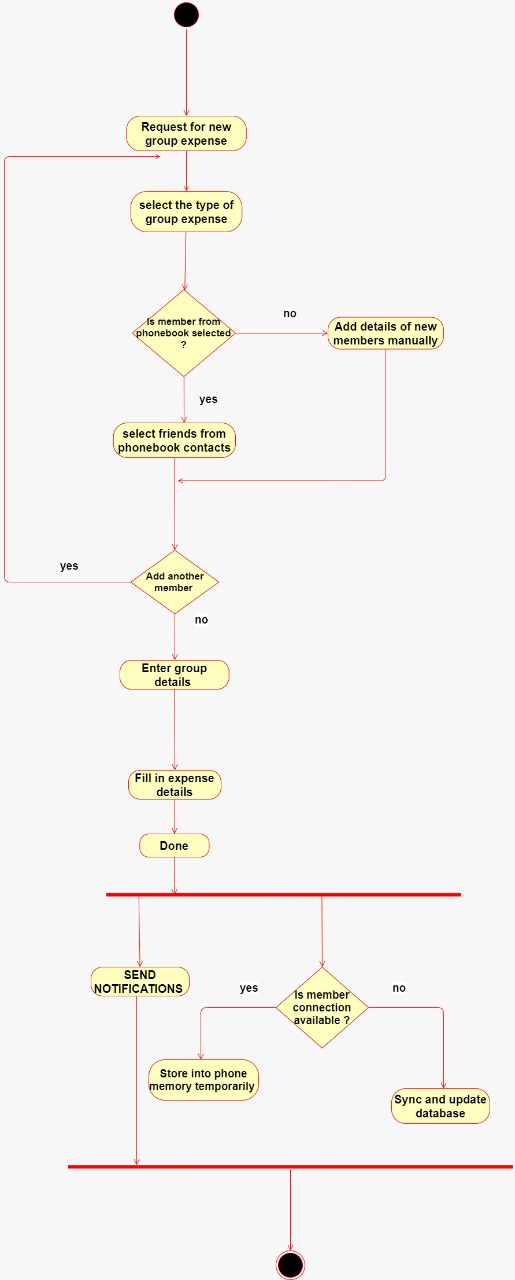 Request for new
group expense
select the type of
group expense
Is member from
phonebook selected
?
no
Add details of new
members manually
yes
select friends from
phonebook contacts
yes
Add another
member
no
Enter group
details
Fill in expense
details
Done
SEND
NOTIFICATIONS
yes
Is member
connection
available ?
no
Store into phone
memory temporarily
Sync and update
database